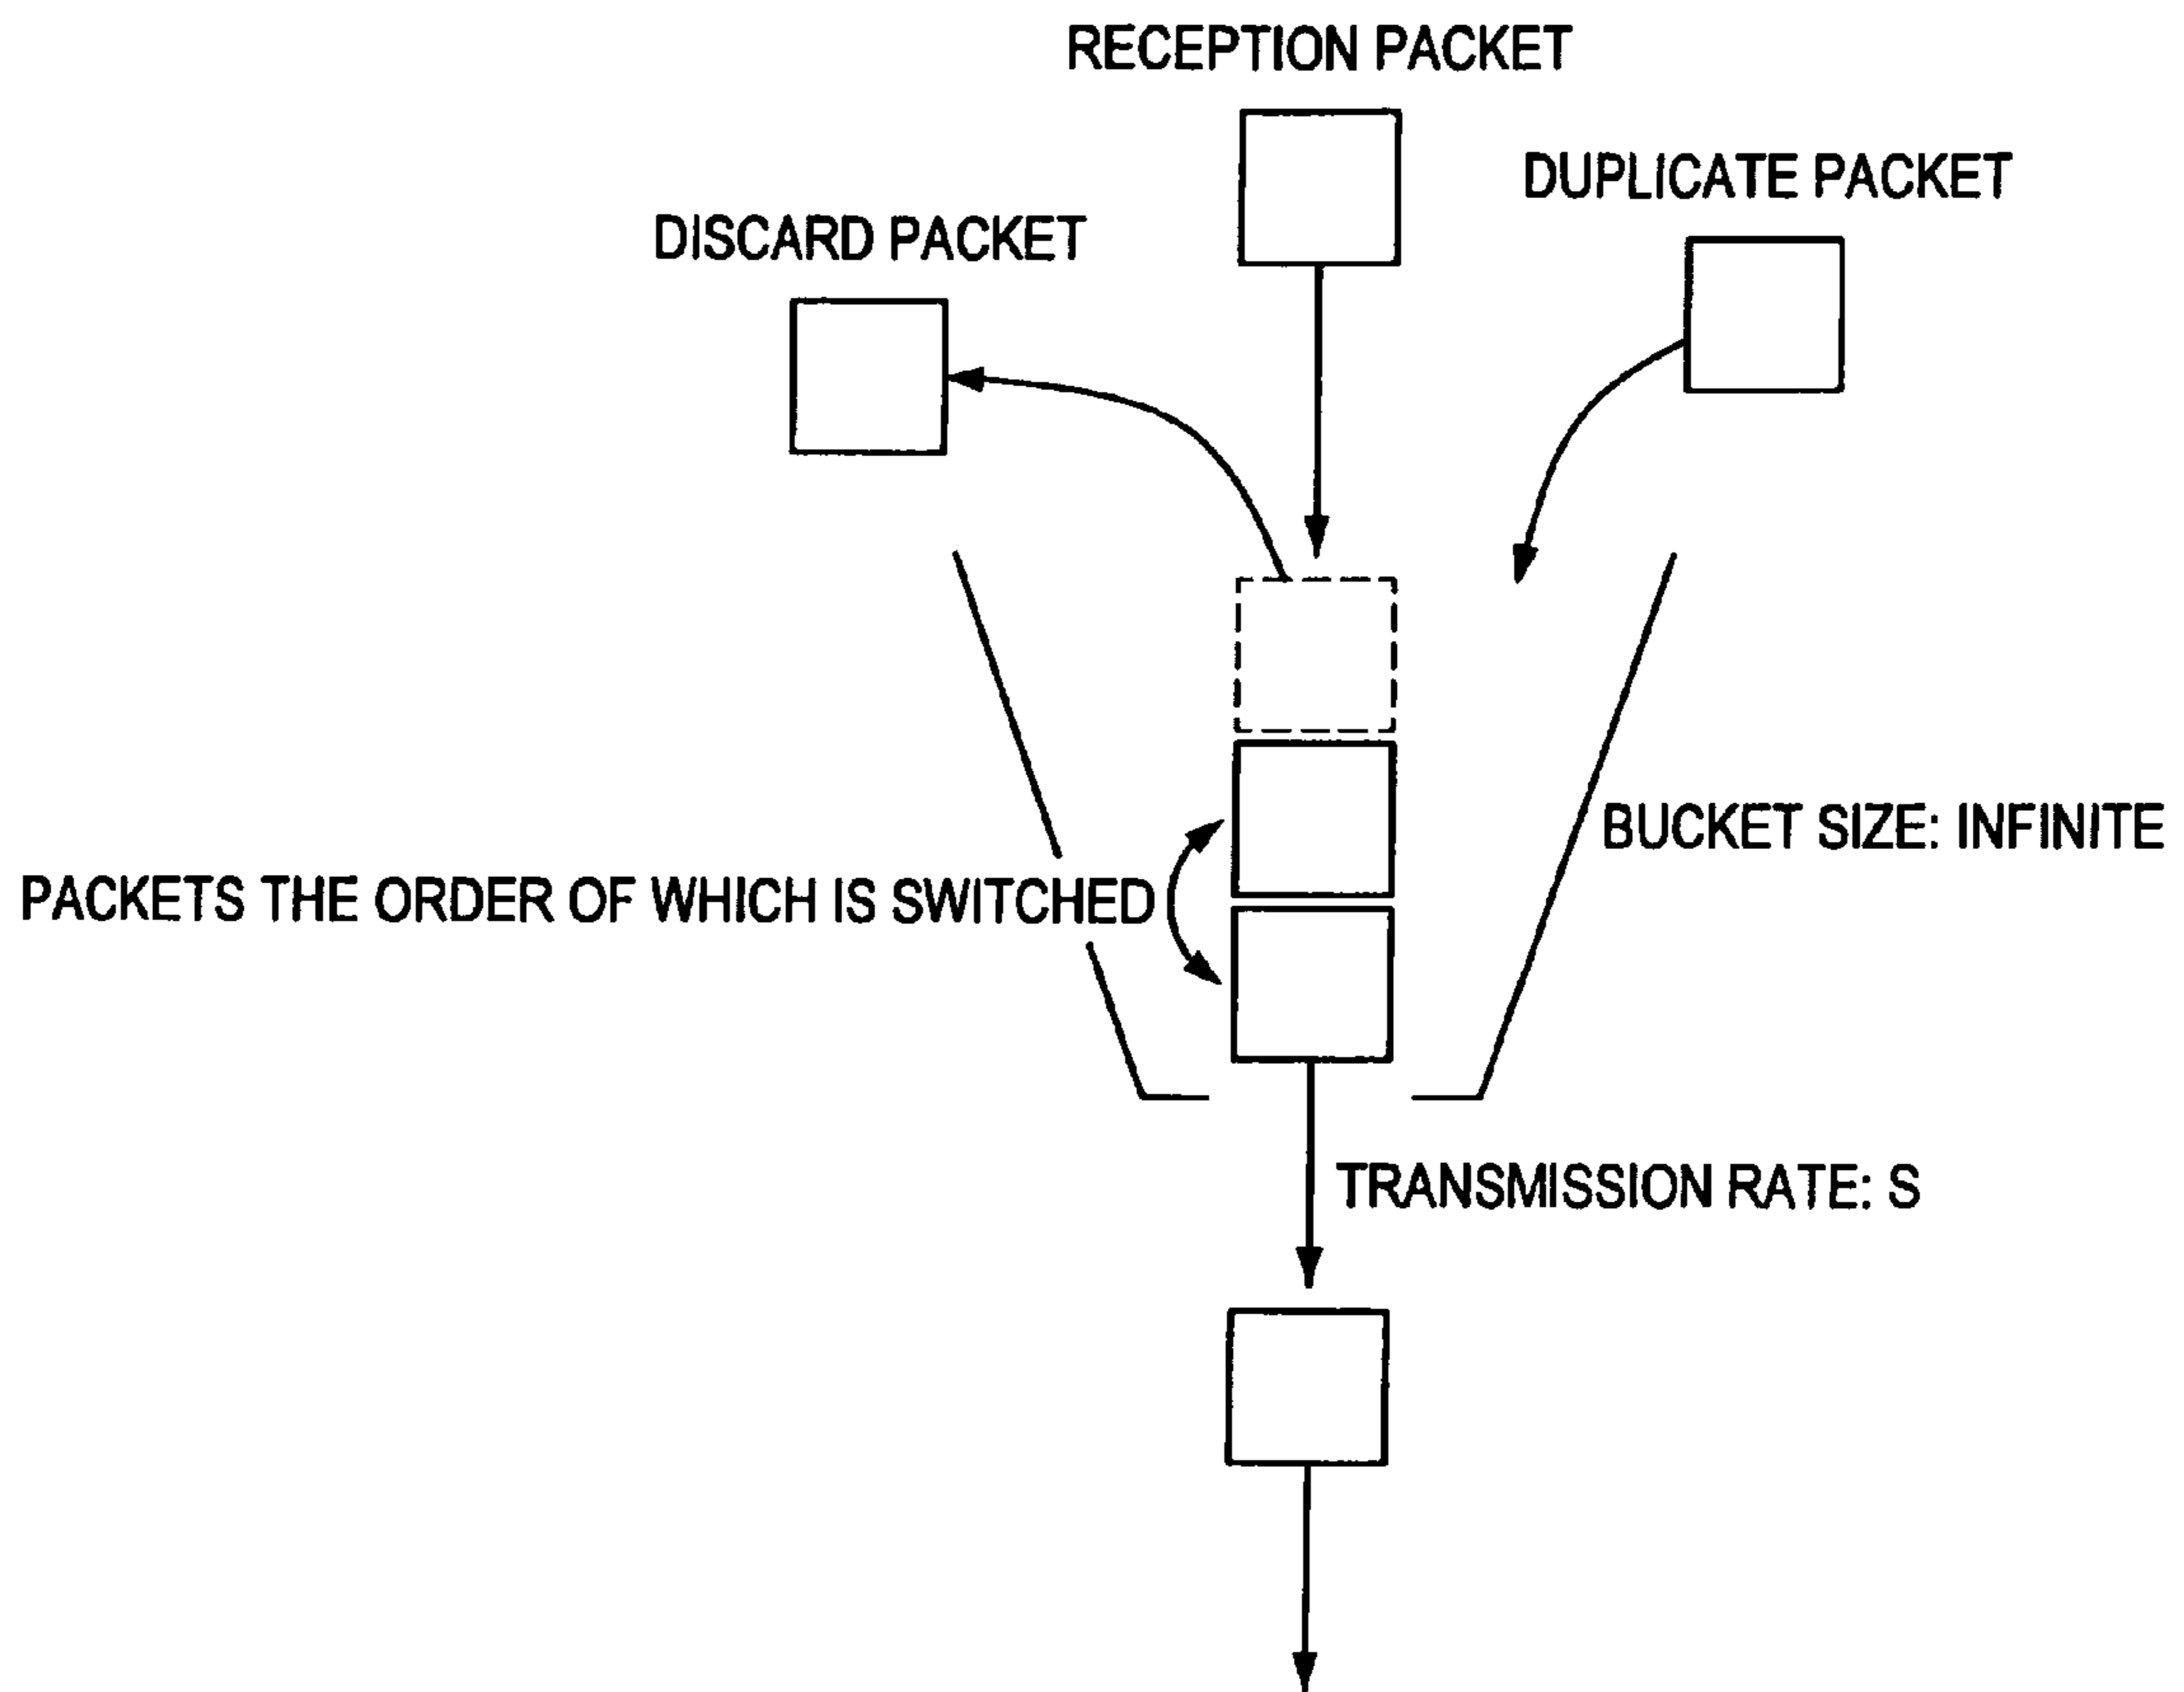 RECEPTION PACKET
DUPLICATE PACKET
DISCARD PACKET
BUCKET SIZE: INFINITE
PACKETS THE ORDER OF WHICH IS SWITCHED
TRANSMISSION RATE: S